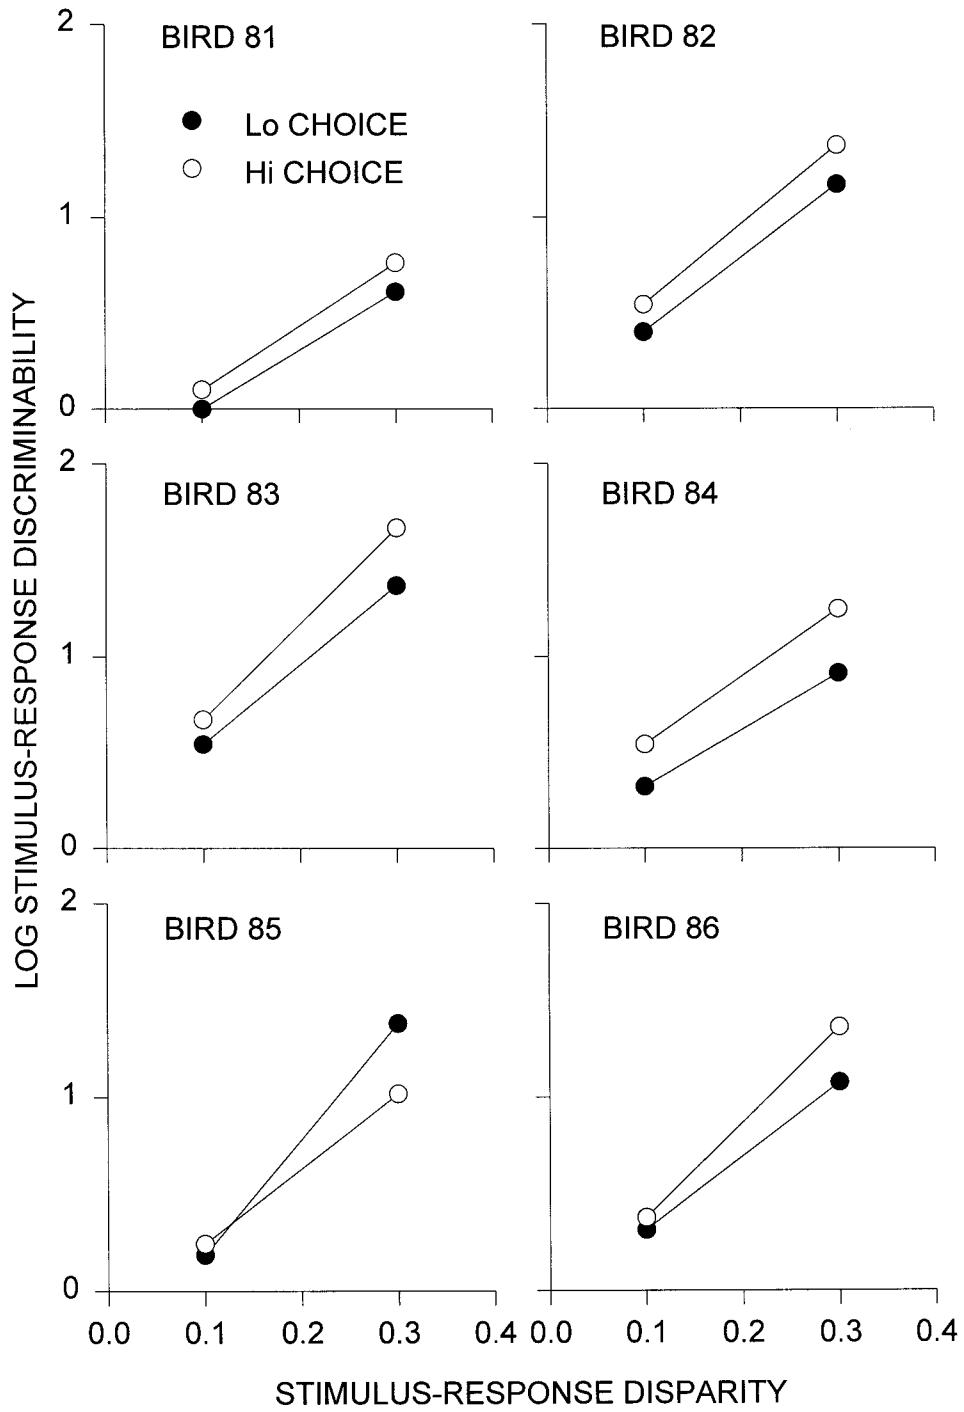 2
BIRD 81
BIRD 82
Lo CHOICE
Hi CHOICE
1
0
2
BIRD 83
BIRD 84
1
0
2
BIRD 85
BIRD 86
1
0
0.0 0.1 0.2 0.3 0.4 0.0 0.1 0.2 0.3 0.4
STIMULUS-RESPONSE DISPARITY
LOG STIMULUS-RESPONSE DISCRIMINABILITY